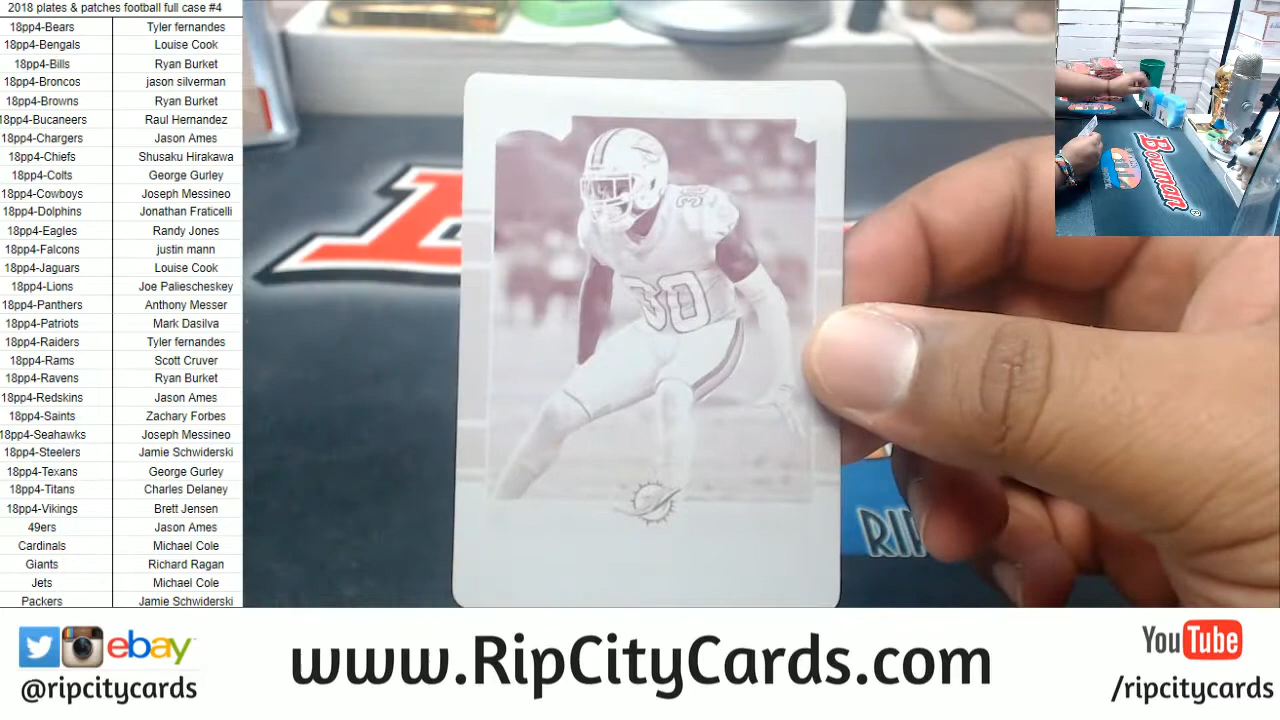 2018 plates & patches football full case #4
18pp4-Bears Tyler fernandes
18pp4-Bengals Louise Cook
18pp4-Bills Ryan Burket
18pp4-Broncos jason silverman
18pp4-Browns Ryan Burket
18pp4-Bucaneers Raul Hernandez
18pp4-Chargers Jason Ames
18pp4-Chiefs Shusaku Hirakawa
18pp4-Colts George Gurley
18pp4-Cowboys Joseph Messineo
18pp4-Dolphins Jonathan Fraticelli
18pp4-Eagles Randy Jones
18pp4-Falcons justin mann
18pp4-Jaguars Louise Cook
18pp4-Lions Joe Paliescheskey
18pp4-Panthers Anthony Messer
18pp4-Patriots Mark Dasilva
18pp4-Raiders Tyler fernandes
18pp4-Rams Scott Cruver
18pp4-Ravens Ryan Burket
18pp4-Redskins Jason Ames
18pp4-Saints Zachary Forbes
18pp4-Seahawks Joseph Messineo
18pp4-Steelers Jamie Schwiderski
18pp4-Texans George Gurley
18pp4-Titans Charles Delaney
18pp4-Vikings Brett Jensen
49ers Jason Ames
Cardinals Michael Cole
Giants Richard Ragan
Jets Michael Cole
Packers Jamie Schwiderski
30
30
RIP
Bowman
ebay
@ripcitycards
www.RipCityCards.com
YouTube
/ripcitycards